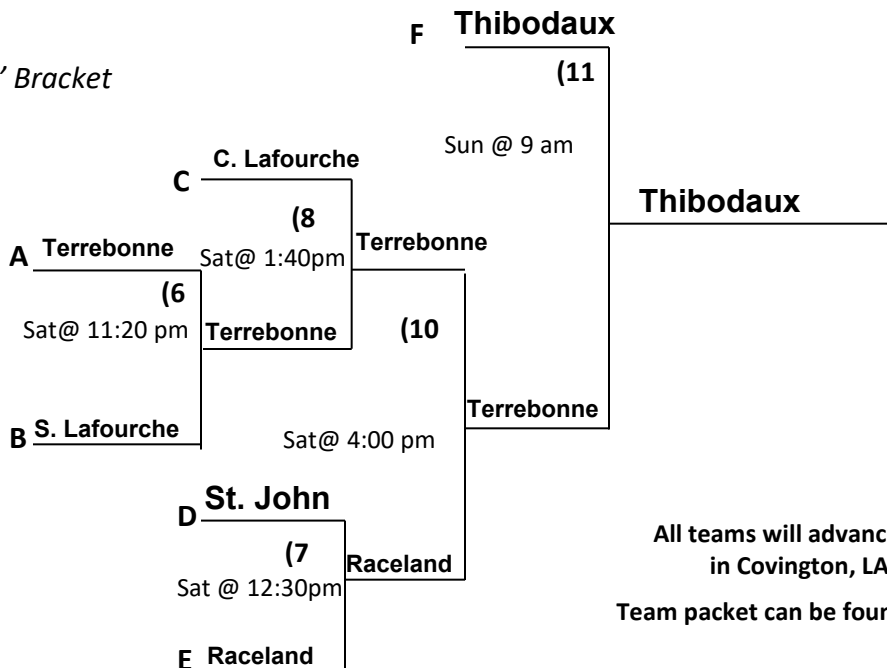 F Thibodaux
' Bracket
(11
Sun @ 9 am
C. Lafourche
C
Thibodaux
(8
A Terrebonne
Sat@ 1:40pm
Terrebonne
(6
Sat@ 11:20 pm
Terrebonne
(10
Terrebonne
B S. Lafourche
Sat@ 4:00 pm
D St. John
(7
Raceland
Sat @ 12:30pm
All teams will advanc
in Covington, LA
Team packet can be four
E Raceland